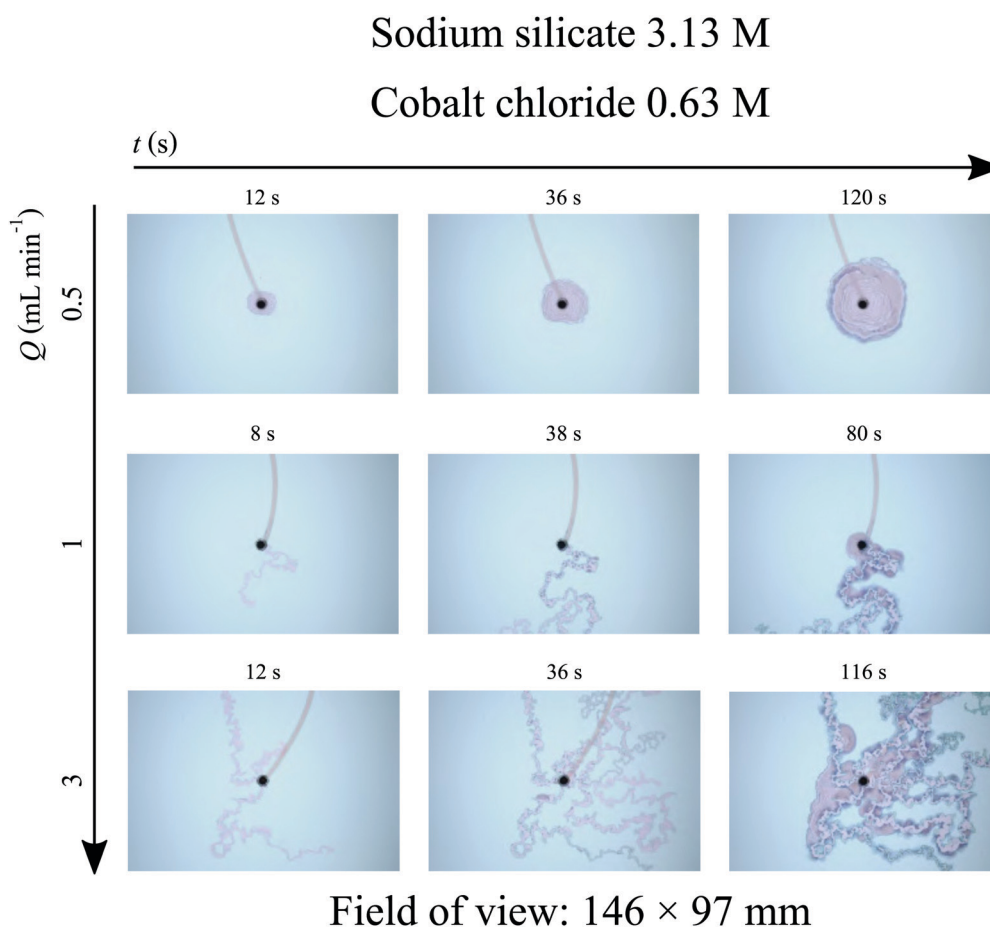 Sodium silicate 3.13 M
Cobalt chloride 0.63 M
t (s)
Q (mL min⁻¹)
12 s 36 s 120 s
0.5
8 s 38 s 80 s
1
12 s 36 s 116 s
3
Field of view: 146 × 97 mm